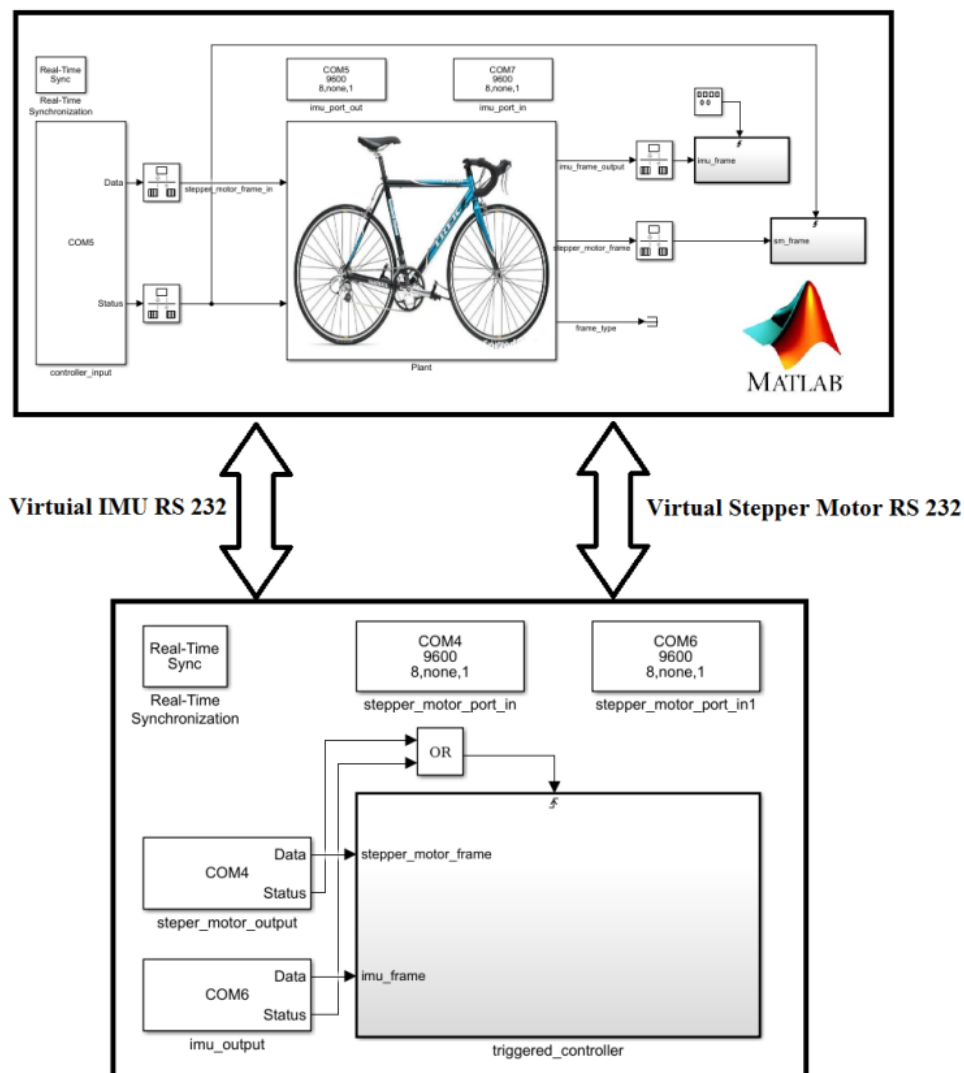 Real-Time
Sync
Real-Time
Synchronization
COM5
9600
8,none,1
imu_port_out
COM7
9600
8,none,1
imu_port_in
Data
COM5
Status
controller_input
stepper_motor_frame_in
TREK
Plant
imu_frame_output
stepper_motor_frame
frame_type
imu_frame
sm_frame
MATLAB
Virtuial IMU RS 232
Virtual Stepper Motor RS 232
Real-Time
Sync
Real-Time
Synchronization
COM4
9600
8,none,1
stepper_motor_port_in
COM6
9600
8,none,1
stepper_motor_port_in1
OR
Data
COM4
Status
steper_motor_output
Data
COM6
Status
imu_output
stepper_motor_frame
imu_frame
triggered_controller